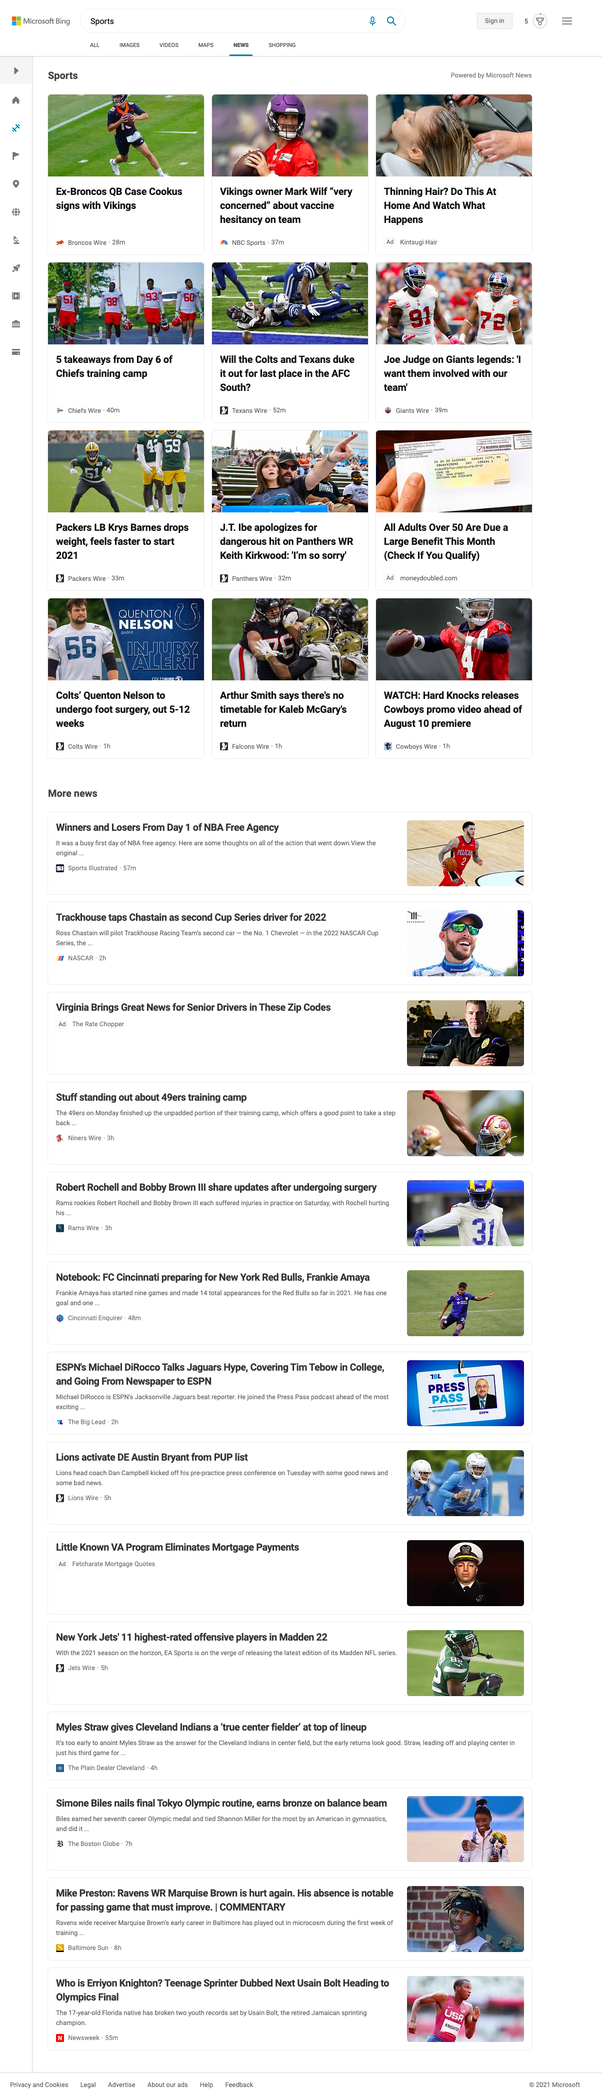 Microsoft Bing
Sports
Sign in
5
ALL IMAGES VIDEOS MAPS NEWS SHOPPING
Sports
Powered by Microsoft News
Ex-Broncos QB Case Cookus
signs with Vikings
Broncos Wire · 28m
Vikings owner Mark Wilf "very
concerned" about vaccine
hesitancy on team
NBC Sports · 37m
Thinning Hair? Do This At
Home And Watch What
Happens
Ad Kintsugi Hair
51 98 93 50
5 takeaways from Day 6 of
Chiefs training camp
Chiefs Wire · 40m
Will the Colts and Texans duke
it out for last place in the AFC
South?
Texans Wire · 52m
91 72
Joe Judge on Giants legends: 'I
want them involved with our
team'
Giants Wire · 39m
51 59
Packers LB Krys Barnes drops
weight, feels faster to start
2021
Packers Wire · 33m
J.T. Ibe apologizes for
dangerous hit on Panthers WR
Keith Kirkwood: 'I'm so sorry'
Panthers Wire · 32m
All Adults Over 50 Are Due a
Large Benefit This Month
(Check If You Qualify)
Ad moneydoubled.com
56
QUENTON
NELSON
guard
INJURY
ALERT
Colts' Quenton Nelson to
undergo foot surgery, out 5-12
weeks
Colts Wire · 1h
Arthur Smith says there's no
timetable for Kaleb McGary's
return
Falcons Wire · 1h
4
WATCH: Hard Knocks releases
Cowboys promo video ahead of
August 10 premiere
Cowboys Wire · 1h
More news
Winners and Losers From Day 1 of NBA Free Agency
It was a busy first day of NBA free agency. Here are some thoughts on all of the action that went down.View the
original ...
Sports Illustrated · 57m
PELICANS
2
Trackhouse taps Chastain as second Cup Series driver for 2022
Ross Chastain will pilot Trackhouse Racing Team's second car — the No. 1 Chevrolet — in the 2022 NASCAR Cup
Series, the ...
NASCAR · 2h
Virginia Brings Great News for Senior Drivers in These Zip Codes
Ad The Rate Chopper
Stuff standing out about 49ers training camp
The 49ers on Monday finished up the unpadded portion of their training camp, which offers a good point to take a step
back ...
Niners Wire · 3h
Robert Rochell and Bobby Brown III share updates after undergoing surgery
Rams rookies Robert Rochell and Bobby Brown III each suffered injuries in practice on Saturday, with Rochell hurting
his ...
Rams Wire · 3h
31
Notebook: FC Cincinnati preparing for New York Red Bulls, Frankie Amaya
Frankie Amaya has started nine games and made 14 total appearances for the Red Bulls so far in 2021. He has one
goal and one ...
Cincinnati Enquirer · 48m
ESPN's Michael DiRocco Talks Jaguars Hype, Covering Tim Tebow in College,
and Going From Newspaper to ESPN
Michael DiRocco is ESPN's Jacksonville Jaguars beat reporter. He joined the Press Pass podcast ahead of the most
exciting ...
The Big Lead · 2h
PRESS
PASS
ESPN
Lions activate DE Austin Bryant from PUP list
Lions head coach Dan Campbell kicked off his pre-practice press conference on Tuesday with some good news and
some bad news.
Lions Wire · 5h
Little Known VA Program Eliminates Mortgage Payments
Ad Fetcharate Mortgage Quotes
New York Jets' 11 highest-rated offensive players in Madden 22
With the 2021 season on the horizon, EA Sports is on the verge of releasing the latest edition of its Madden NFL series.
Jets Wire · 5h
Myles Straw gives Cleveland Indians a 'true center fielder' at top of lineup
It's too early to anoint Myles Straw as the answer for the Cleveland Indians in center field, but the early returns look good. Straw, leading off and playing center in
just his third game for ...
The Plain Dealer Cleveland · 4h
Simone Biles nails final Tokyo Olympic routine, earns bronze on balance beam
Biles earned her seventh career Olympic medal and tied Shannon Miller for the most by an American in gymnastics,
and did it ...
The Boston Globe · 7h
Mike Preston: Ravens WR Marquise Brown is hurt again. His absence is notable
for passing game that must improve. | COMMENTARY
Ravens wide receiver Marquise Brown's early career in Baltimore has played out in microcosm during the first week of
training ...
Baltimore Sun · 8h
Who is Erriyon Knighton? Teenage Sprinter Dubbed Next Usain Bolt Heading to
Olympics Final
The 17-year-old Florida native has broken two youth records set by Usain Bolt, the retired Jamaican sprinting
champion.
Newsweek · 55m
USA
Privacy and Cookies Legal Advertise About our ads Help Feedback
© 2021 Microsoft